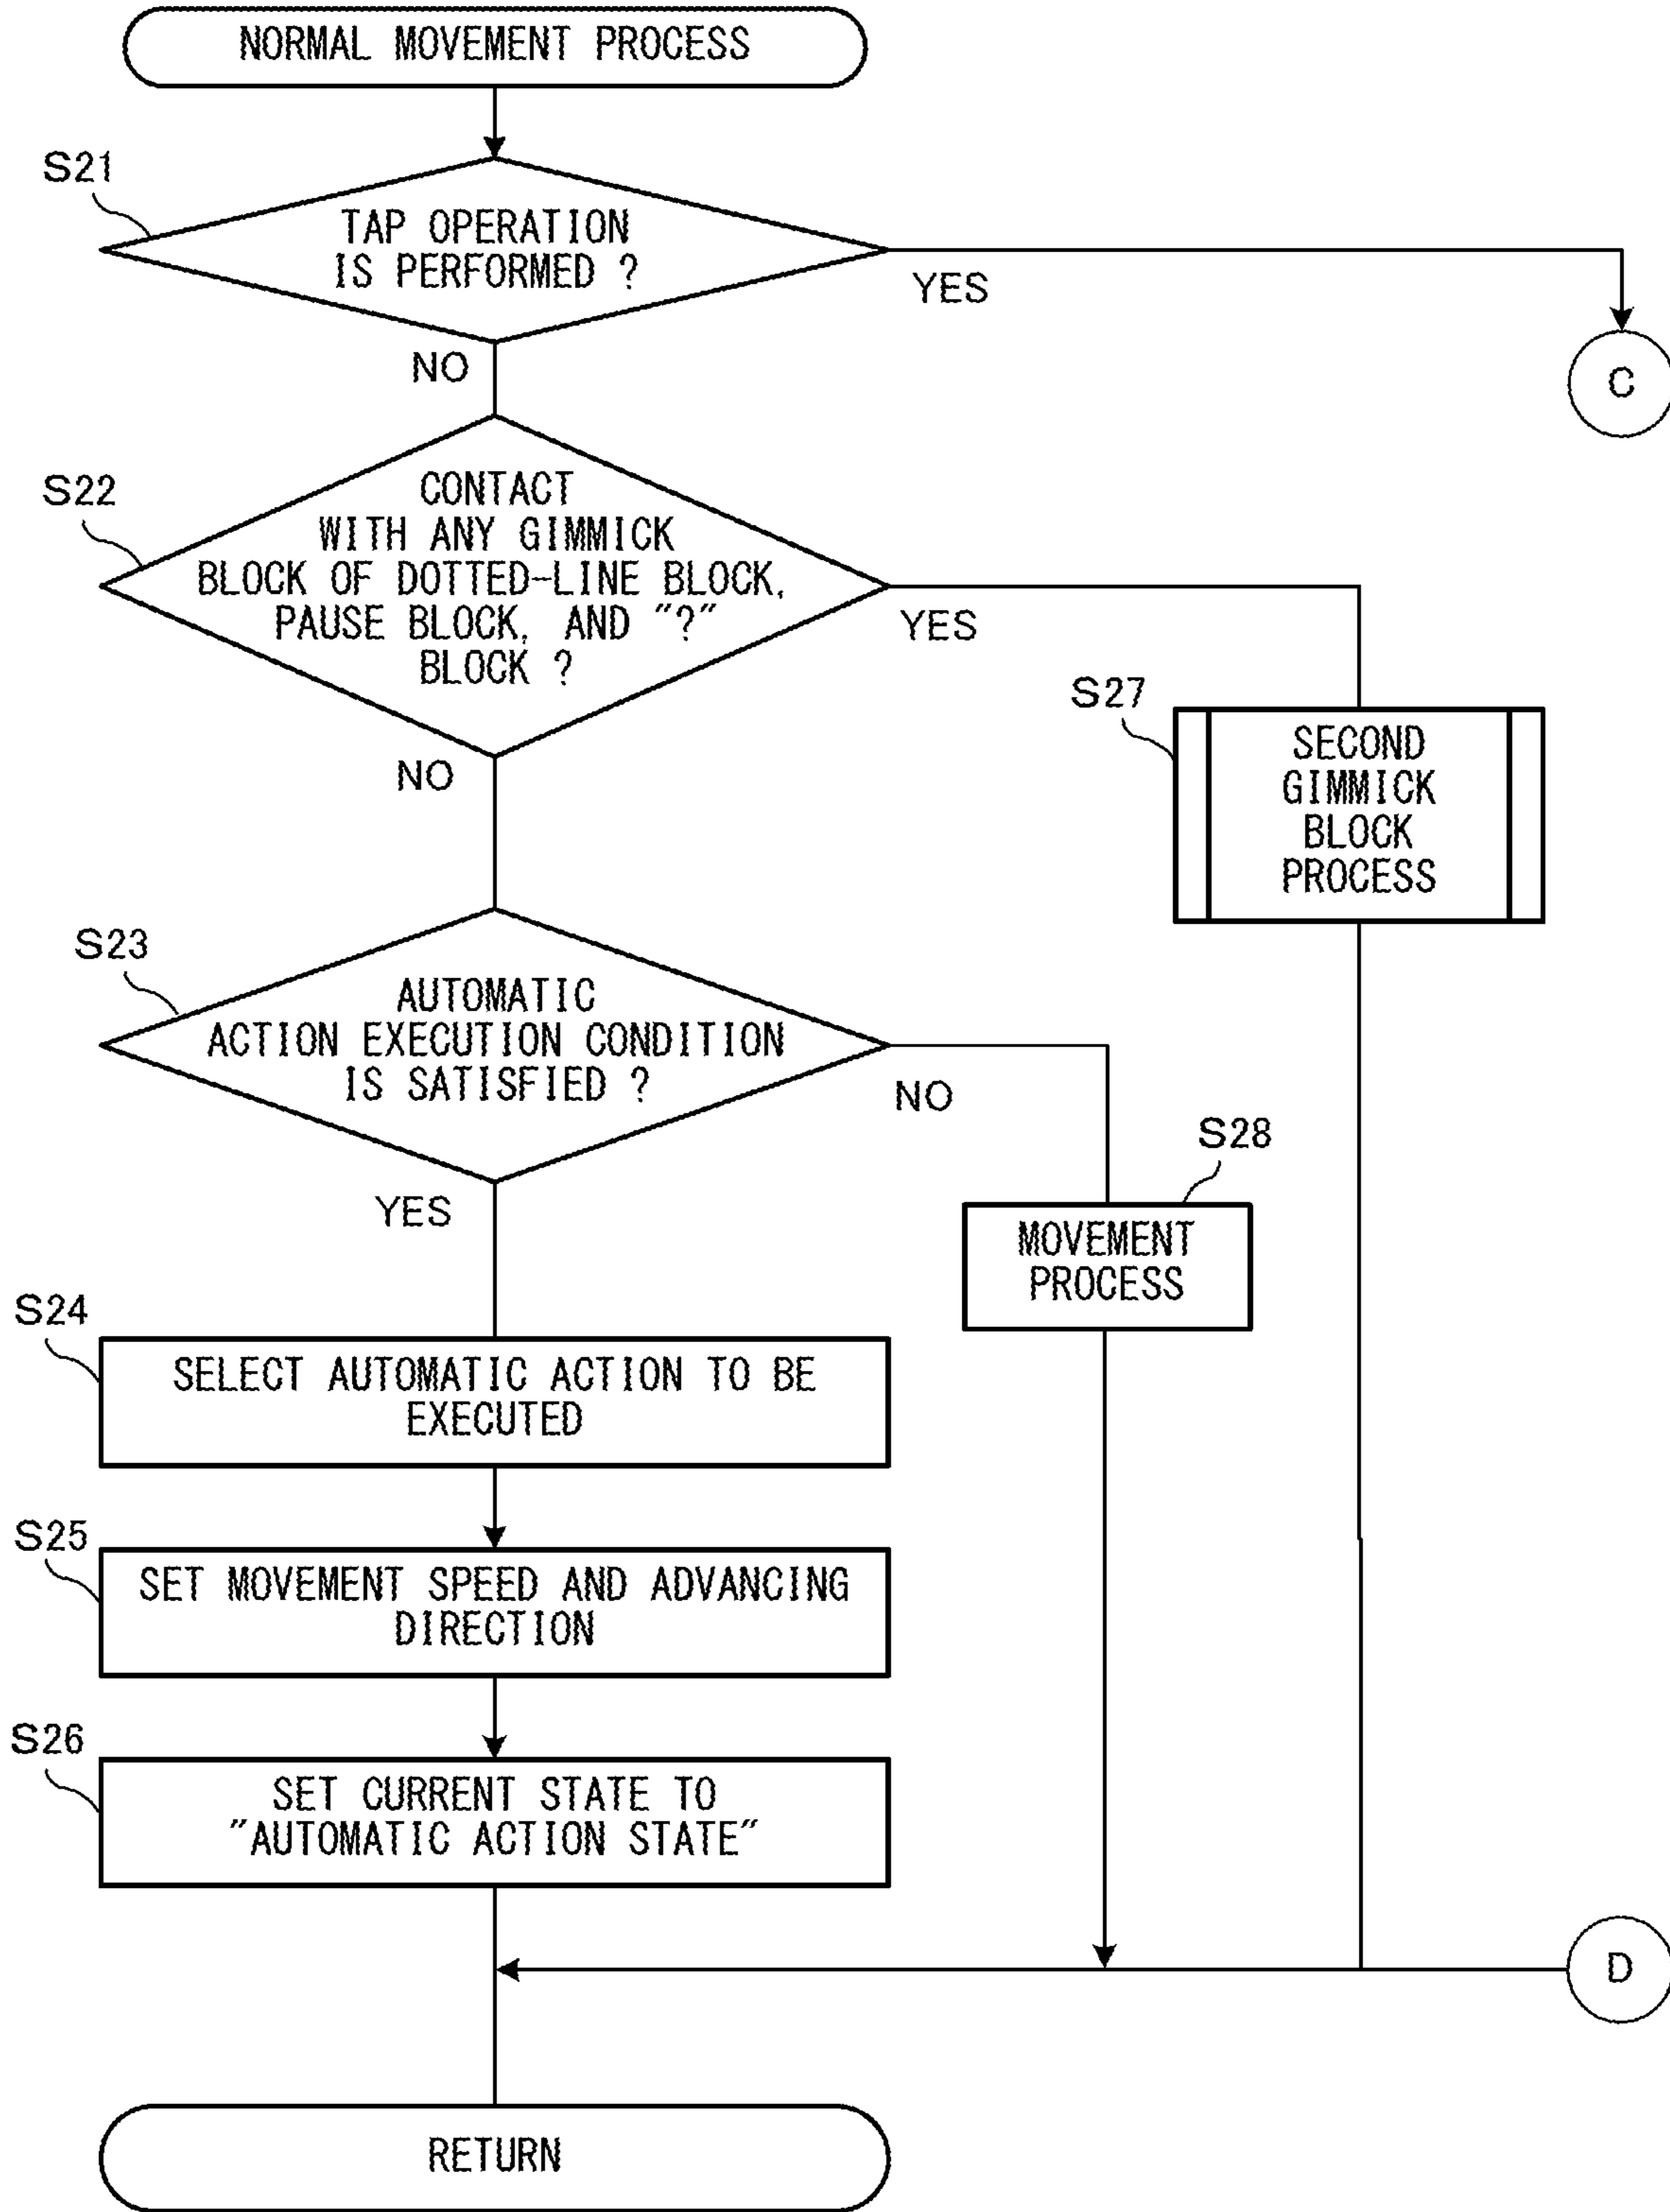 NORMAL MOVEMENT PROCESS
S21
TAP OPERATION
IS PERFORMED ?
YES
NO
C
S22
CONTACT
WITH ANY GIMMICK
BLOCK OF DOTTED-LINE BLOCK,
PAUSE BLOCK, AND "?"
BLOCK ?
YES
NO
S27
SECOND
GIMMICK
BLOCK
PROCESS
S23
AUTOMATIC
ACTION EXECUTION CONDITION
IS SATISFIED ?
NO
YES
S28
MOVEMENT
PROCESS
S24
SELECT AUTOMATIC ACTION TO BE
EXECUTED
S25
SET MOVEMENT SPEED AND ADVANCING
DIRECTION
S26
SET CURRENT STATE TO
"AUTOMATIC ACTION STATE"
D
RETURN